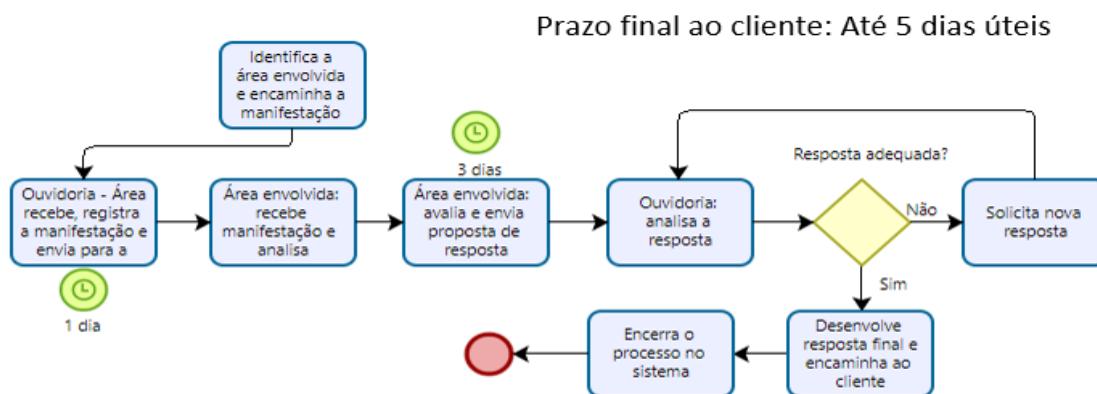 Prazo final ao cliente: Até 5 dias úteis
Identifica a
área envolvida
e encaminha a
manifestação
Ouvidoria - Área
recebe, registra
a manifestação e
envia para a
1 dia
Área envolvida:
recebe
manifestação e
analisa
3 dias
Área envolvida:
avalia e envia
proposta de
resposta
Ouvidoria:
analisa a
resposta
Resposta adequada?
Não
Solicita nova
resposta
Sim
Desenvolve
resposta final e
encaminha ao
cliente
Encerra o
processo no
sistema